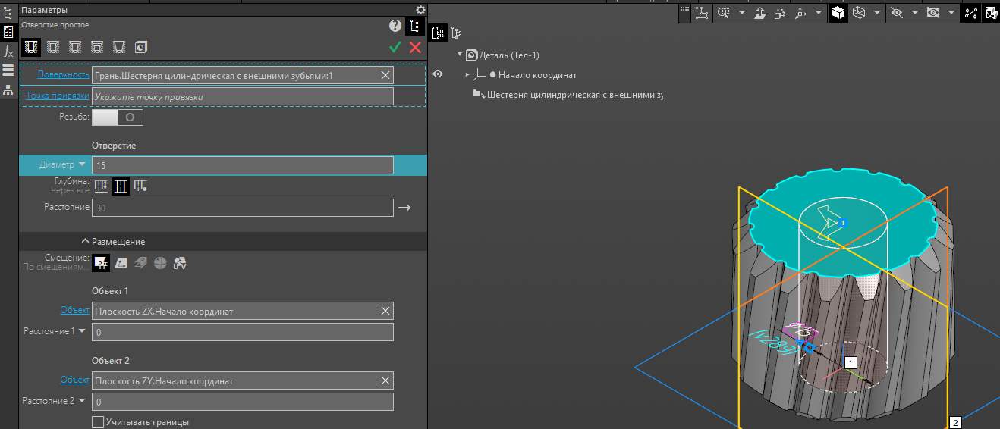 Параметры
Отверстие простое
Поверхность
Грань.Шестерня цилиндрическая с внешними зубьями:1
Точка привязки
Укажите точку привязки
Резьба:
Отверстие
Диаметр
15
Глубина:
Через все
Расстояние
30
Размещение
Смещение:
По смещениям...
Объект 1
Объект
Плоскость ZX.Начало координат
Расстояние 1
0
Объект 2
Объект
Плоскость ZY.Начало координат
Расстояние 2
0
Учитывать границы
Деталь (Тел-1)
Начало координат
Шестерня цилиндрическая с внешними зу
1
2